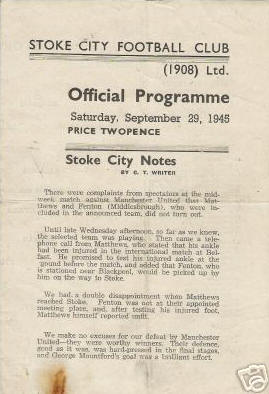 STOKE CITY FOOTBALL CLUB
(1908) Ltd.
Official Programme
Saturday, September 29, 1945
PRICE TWOPENCE
Stoke City Notes
BY C. T. WRITER
There were complaints from spectators at the mid-
week match against Manchester United that Mat-
thews and Fenton (Middlesbrough), who were in-
cluded in the announced team, did not turn out.
Until late Wednesday afternoon, so far as we knew,
the selected team was playing. Then came a tele-
phone call from Matthews, who stated that his ankle
had been injured in the international match at Bel-
fast. He promised to test his injured ankle at the
ground before the match, and added that Fenton, who
is stationed near Blackpool, would be picked up by
him on the way to Stoke.
We had a double disappointment when Matthews
reached Stoke. Fenton was not at their appointed
meeting place, and, after testing his injured foot,
Matthews himself reported unfit.
We make no excuses for our defeat by Manchester
United—they were worthy winners. Their defence,
good as it was, was hard-pressed in the final stages,
and George Mountford's goal was a brilliant effort.